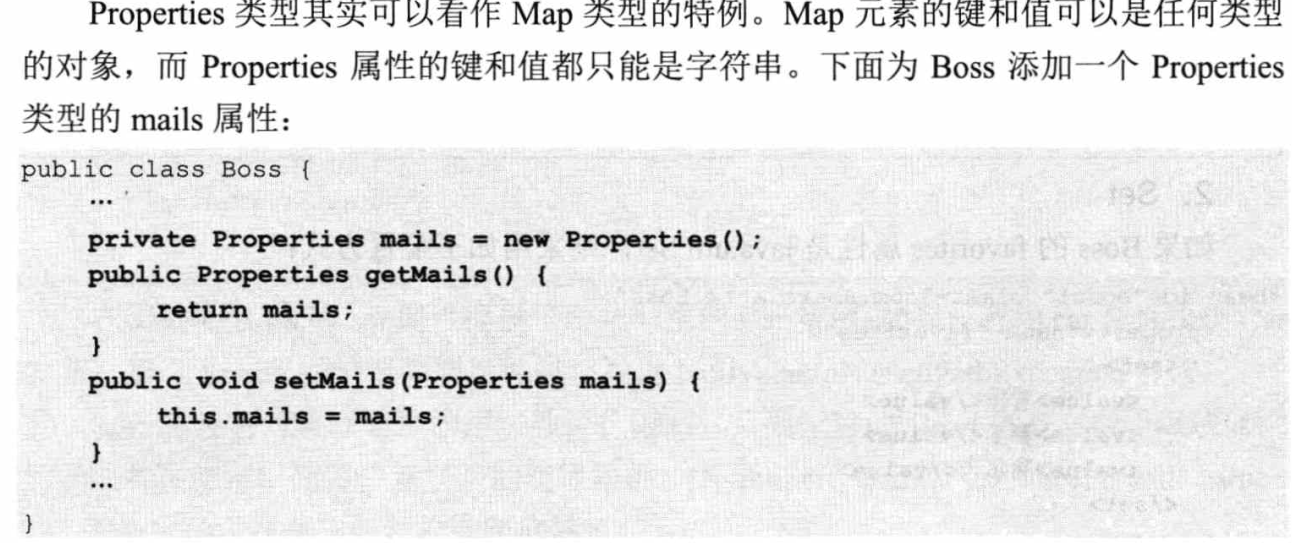 Properties 类型其实可以看作 Map 类型的特例。Map 元素的键和值可以是任何类型
的对象，而 Properties 属性的键和值都只能是字符串。下面为 Boss 添加一个 Properties
类型的 mails 属性：
public class Boss {
…
private Properties mails = new Properties();
public Properties getMails() {
return mails;
}
public void setMails(Properties mails) {
this.mails = mails;
}
…
}